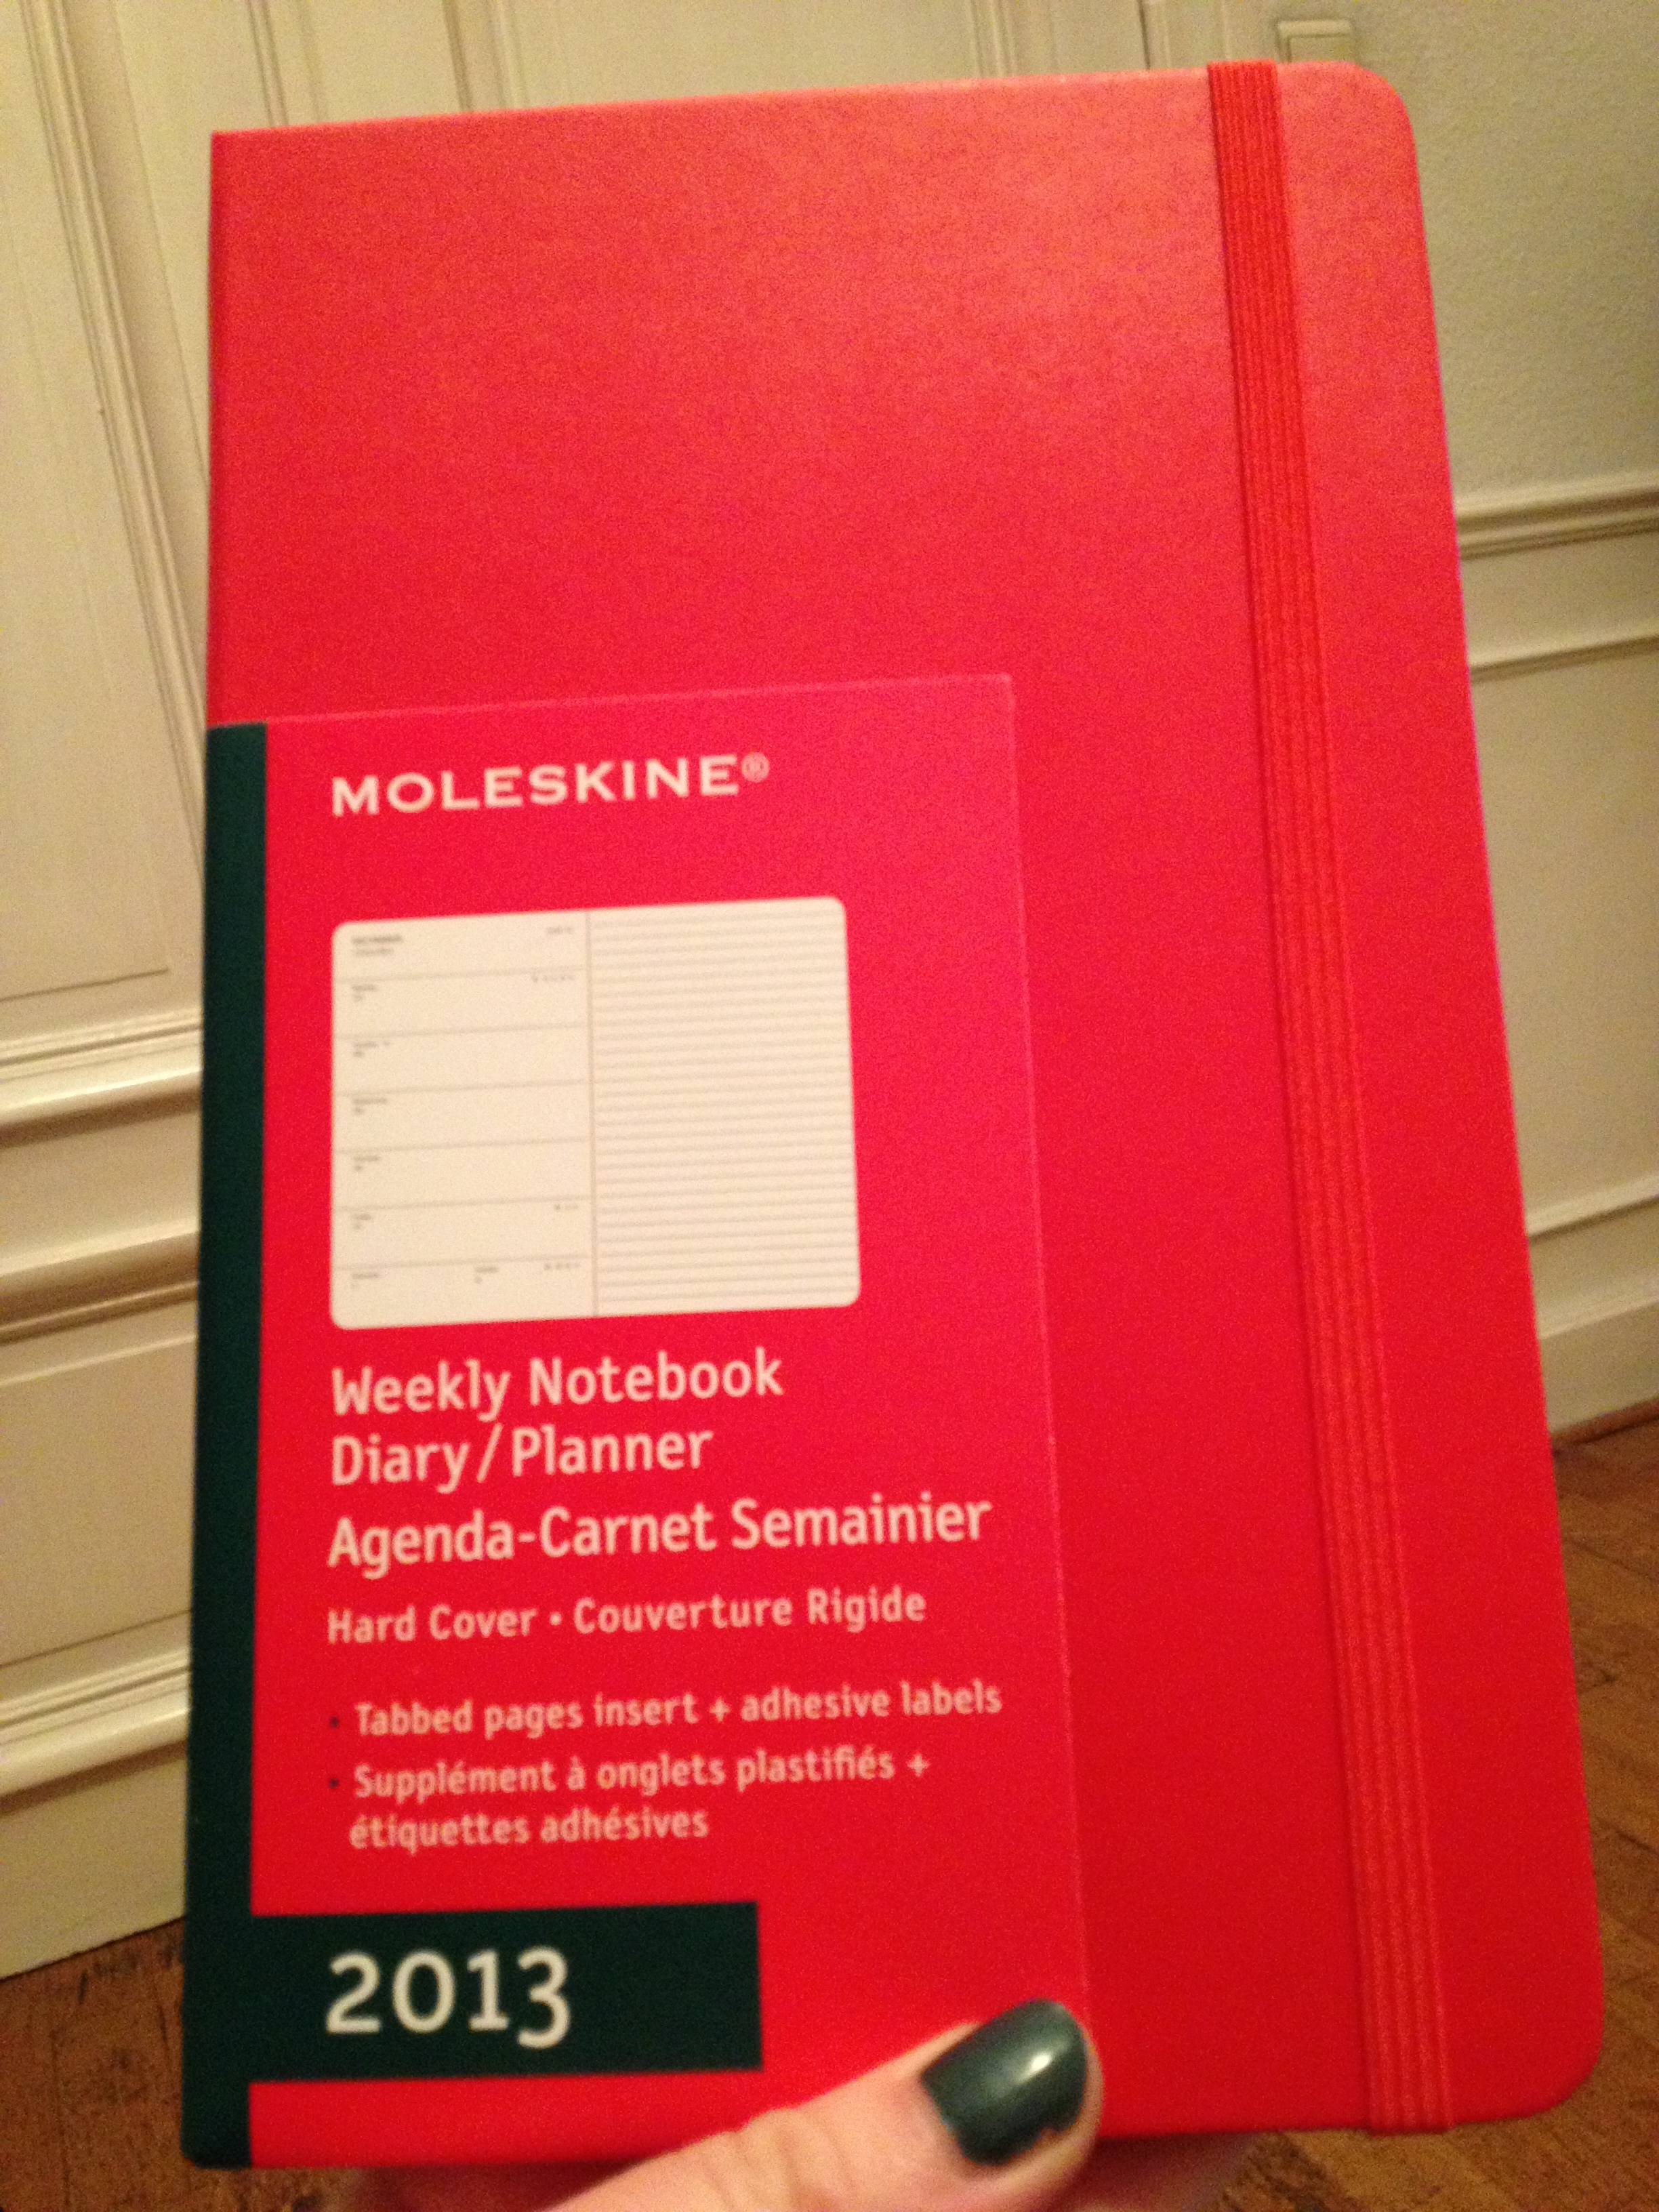 MOLESKINE®
Weekly Notebook
Diary/Planner
Agenda-Carnet Semainier
Hard Cover • Couverture Rigide
• Tabbed pages insert + adhesive labels
• Supplément à onglets plastifiés +
étiquettes adhésives
2013